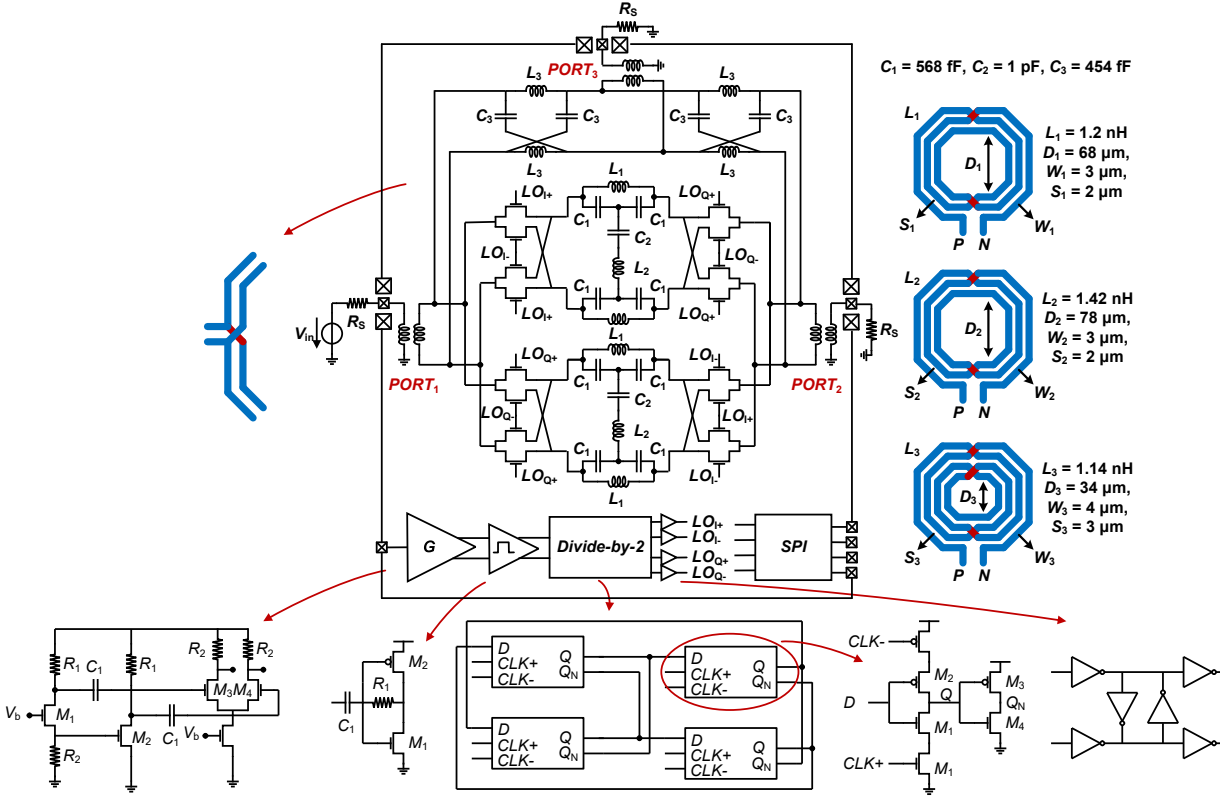 R_S
PORT_3
L_3
L_3
C_3
C_3
C_3
C_3
L_3
L_3
C_1 = 568 fF, C_2 = 1 pF, C_3 = 454 fF
L_1
D_1
S_1
P
N
W_1
L_1 = 1.2 nH
D_1 = 68 µm,
W_1 = 3 µm,
S_1 = 2 µm
L_2
D_2
S_2
P
N
W_2
L_2 = 1.42 nH
D_2 = 78 µm,
W_2 = 3 µm,
S_2 = 2 µm
L_3
D_3
S_3
P
N
W_3
L_3 = 1.14 nH
D_3 = 34 µm,
W_3 = 4 µm,
S_3 = 3 µm
LO_I+
L_1
LO_Q+
C_1
C_1
C_2
LO_I-
LO_Q-
L_2
C_1
C_1
LO_I+
LO_Q+
L_1
V_in
R_S
R_S
PORT_1
PORT_2
LO_Q+
L_1
LO_I-
C_1
C_1
C_2
LO_Q-
LO_I+
L_2
C_1
C_1
LO_Q+
LO_I-
L_1
G
Divide-by-2
LO_I+
LO_I-
LO_Q+
LO_Q-
SPI
R_1
C_1
R_1
R_2
R_2
M_3
M_4
V_b
M_1
M_2
C_1
V_b
R_2
M_2
C_1
R_1
M_1
D
CLK+
CLK-
Q
Q_N
D
CLK+
CLK-
Q
Q_N
D
CLK+
CLK-
Q
Q_N
D
CLK+
CLK-
Q
Q_N
CLK-
M_2
M_3
D
Q
Q_N
M_1
M_4
CLK+
M_1